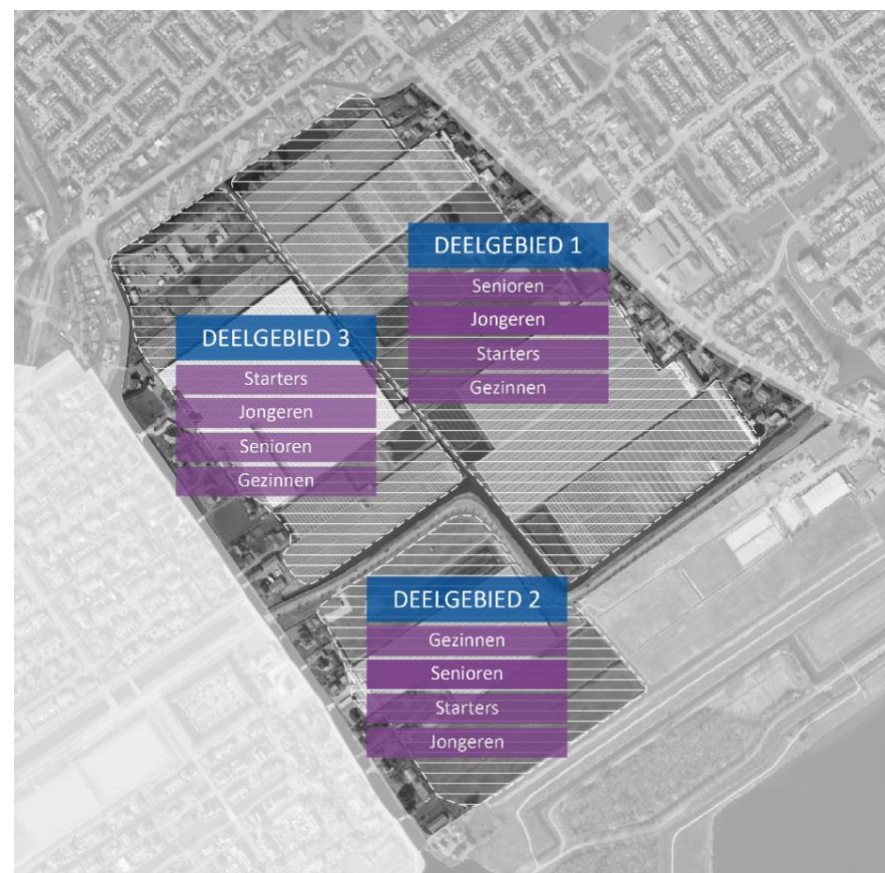 DEELGEBIED 1
Senioren
Jongeren
Starters
Gezinnen
DEELGEBIED 3
Starters
Jongeren
Senioren
Gezinnen
DEELGEBIED 2
Gezinnen
Senioren
Starters
Jongeren